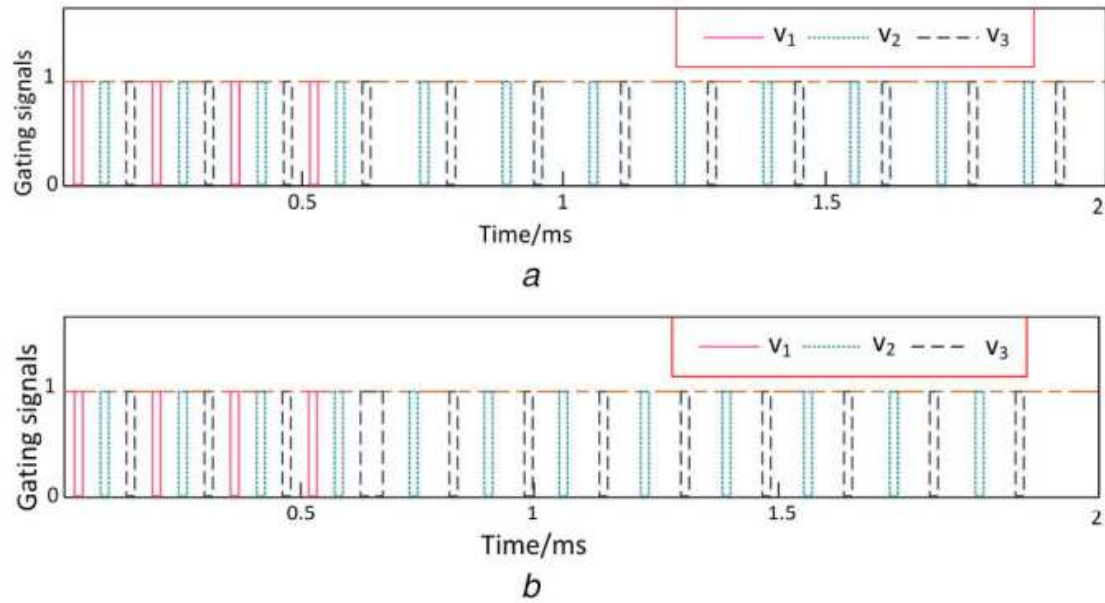 v1 v2 v3
Gating signals
1
0
0.5 1 1.5 2
Time/ms
a
v1 v2 v3
Gating signals
1
0
0.5 1 1.5 2
Time/ms
b